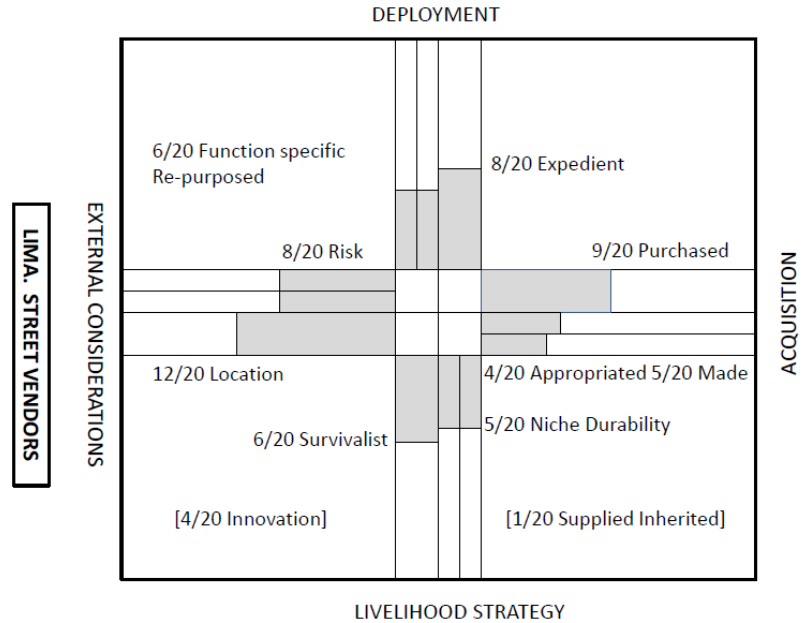 DEPLOYMENT
6/20 Function specific
Re-purposed
8/20 Expedient
8/20 Risk
9/20 Purchased
LIMA. STREET VENDORS
EXTERNAL CONSIDERATIONS
ACQUISITION
12/20 Location
4/20 Appropriated 5/20 Made
6/20 Survivalist
5/20 Niche Durability
[4/20 Innovation]
[1/20 Supplied Inherited]
LIVELIHOOD STRATEGY